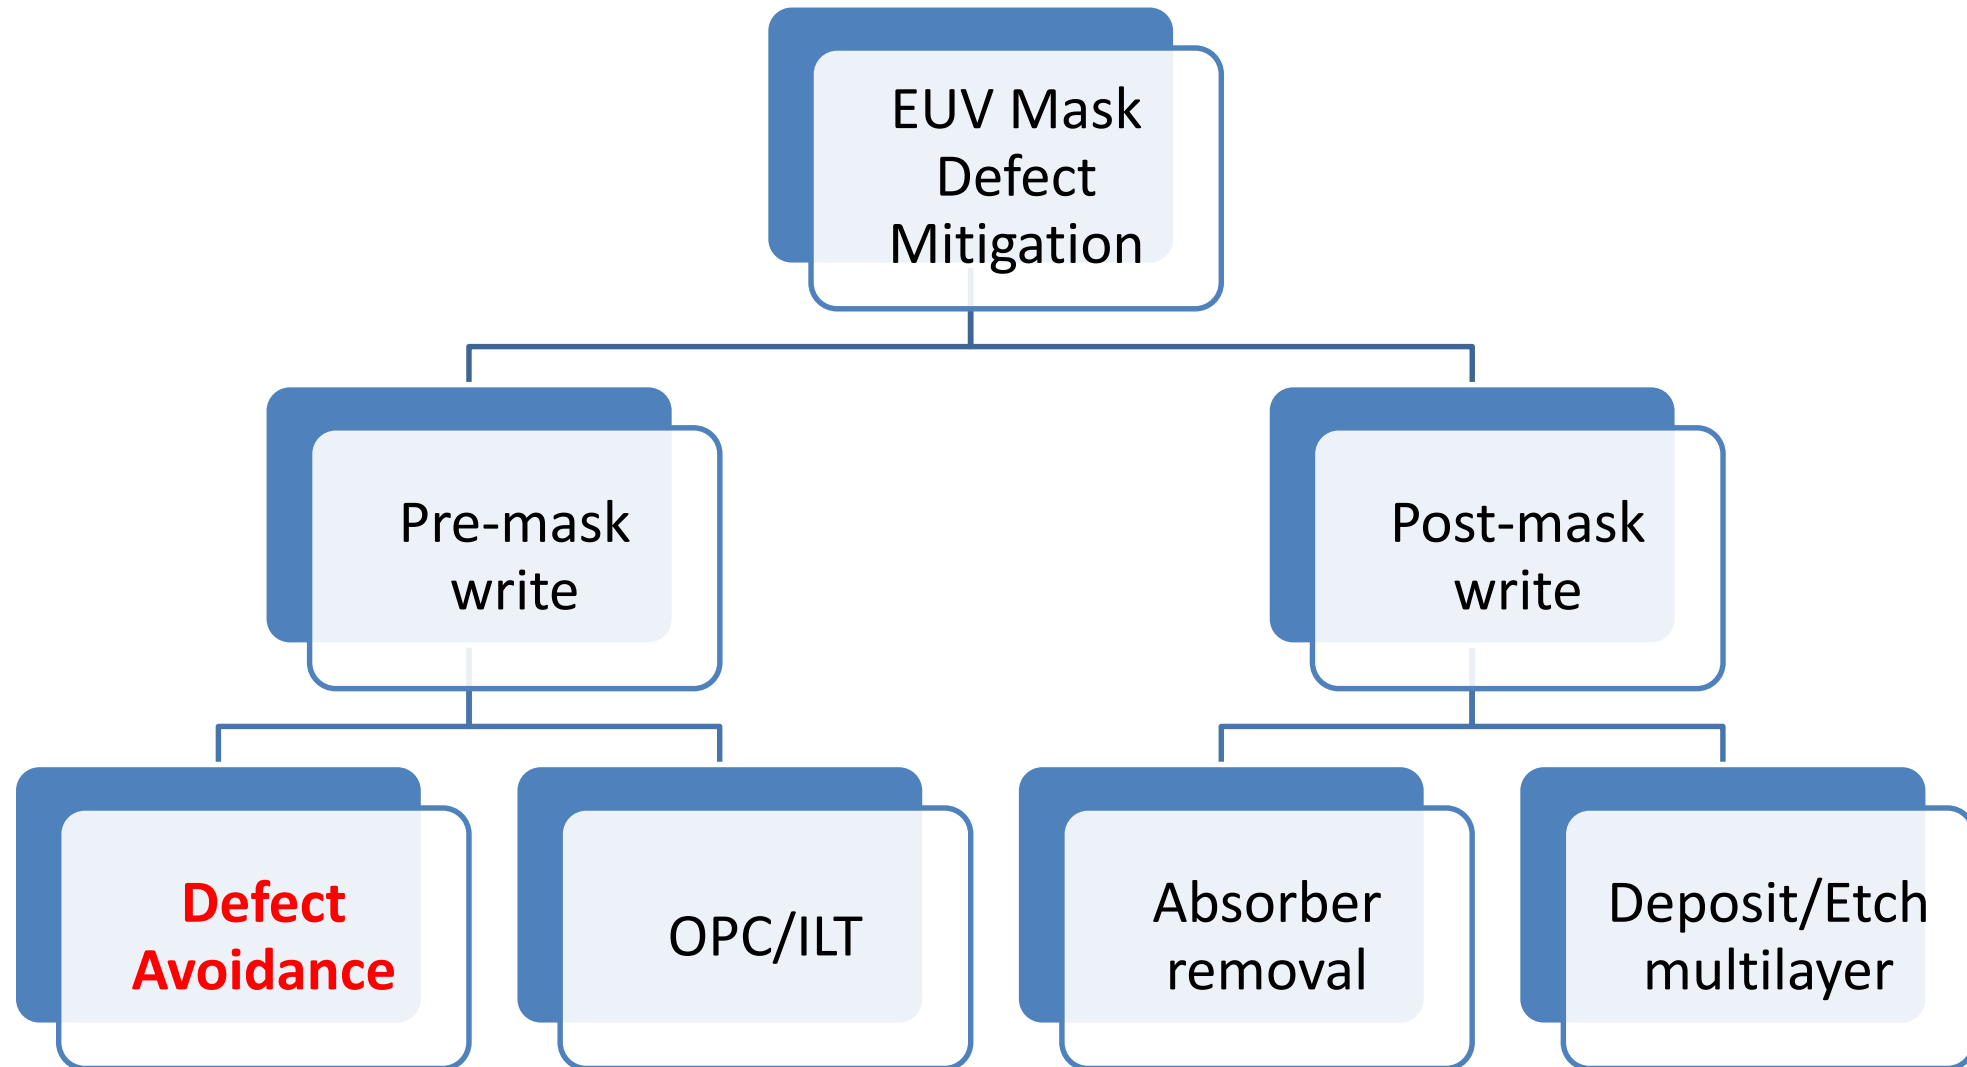 EUV Mask
Defect
Mitigation
Pre-mask
write
Post-mask
write
Defect
Avoidance
OPC/ILT
Absorber
removal
Deposit/Etch
multilayer